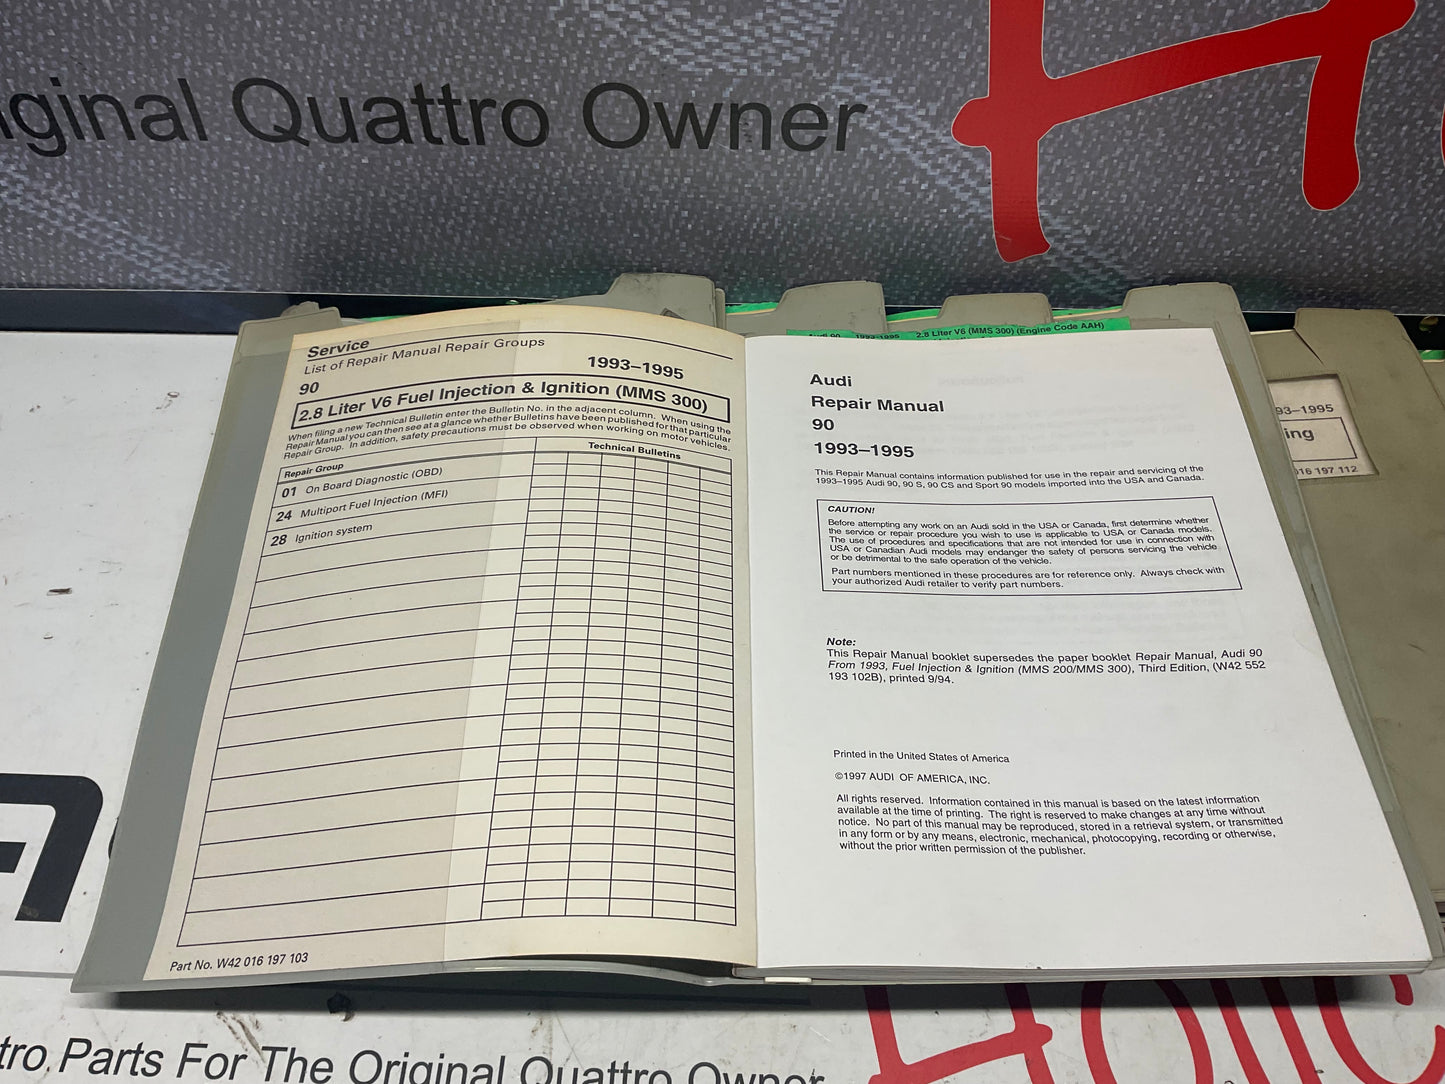 ginal Quattro Owner
Service
List of Repair Manual Repair Groups
90
1993–1995
2.8 Liter V6 Fuel Injection & Ignition (MMS 300)
When filing a new Technical Bulletin enter the Bulletin No. in the adjacent column. When using the
Repair Manual you can then see at a glance whether Bulletins have been published for that particular
Repair Group. In addition, safety precautions must be observed when working on motor vehicles.
Repair Group
Technical Bulletins
01 On Board Diagnostic (OBD)
24 Multiport Fuel Injection (MFI)
28 Ignition system
Part No. W42 016 197 103
Audi 90 1993-1995 2.8 Liter V6 (MMS 300) (Engine Code AAH)
Audi
Repair Manual
90
1993–1995
This Repair Manual contains information published for use in the repair and servicing of the
1993–1995 Audi 90, 90 S, 90 CS and Sport 90 models imported into the USA and Canada.
CAUTION!
Before attempting any work on an Audi sold in the USA or Canada, first determine whether
the service or repair procedure you wish to use is applicable to USA or Canada models.
The use of procedures and specifications that are not intended for use in connection with
USA or Canadian Audi models may endanger the safety of persons servicing the vehicle
or be detrimental to the safe operation of the vehicle.
Part numbers mentioned in these procedures are for reference only. Always check with
your authorized Audi retailer to verify part numbers.
Note:
This Repair Manual booklet supersedes the paper booklet Repair Manual, Audi 90
From 1993, Fuel Injection & Ignition (MMS 200/MMS 300), Third Edition, (W42 552
193 102B), printed 9/94.
Printed in the United States of America
©1997 AUDI OF AMERICA, INC.
All rights reserved. Information contained in this manual is based on the latest information
available at the time of printing. The right is reserved to make changes at any time without
notice. No part of this manual may be reproduced, stored in a retrieval system, or transmitted
in any form or by any means, electronic, mechanical, photocopying, recording or otherwise,
without the prior written permission of the publisher.
93–1995
ing
016 197 112
tro Parts For The Original Quattro Owner